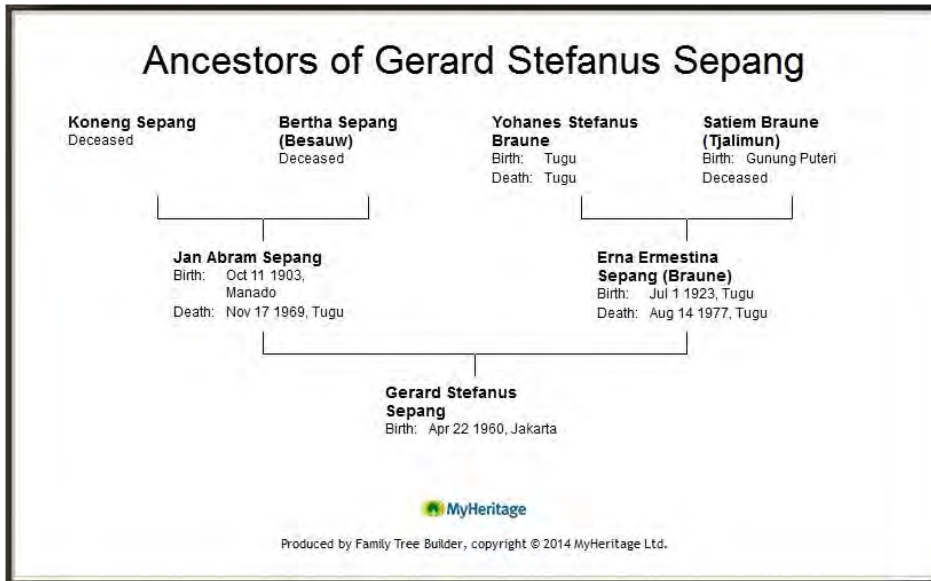 Ancestors of Gerard Stefanus Sepang
Koneng Sepang
Deceased
Bertha Sepang
(Besauw)
Deceased
Yohanes Stefanus
Braune
Birth: Tugu
Death: Tugu
Satiem Braune
(Tjalimun)
Birth: Gunung Puteri
Deceased
Jan Abram Sepang
Birth: Oct 11 1903,
Manado
Death: Nov 17 1969, Tugu
Erna Ermestina
Sepang (Braune)
Birth: Jul 1 1923, Tugu
Death: Aug 14 1977, Tugu
Gerard Stefanus
Sepang
Birth: Apr 22 1960, Jakarta
MyHeritage
Produced by Family Tree Builder, copyright © 2014 MyHeritage Ltd.